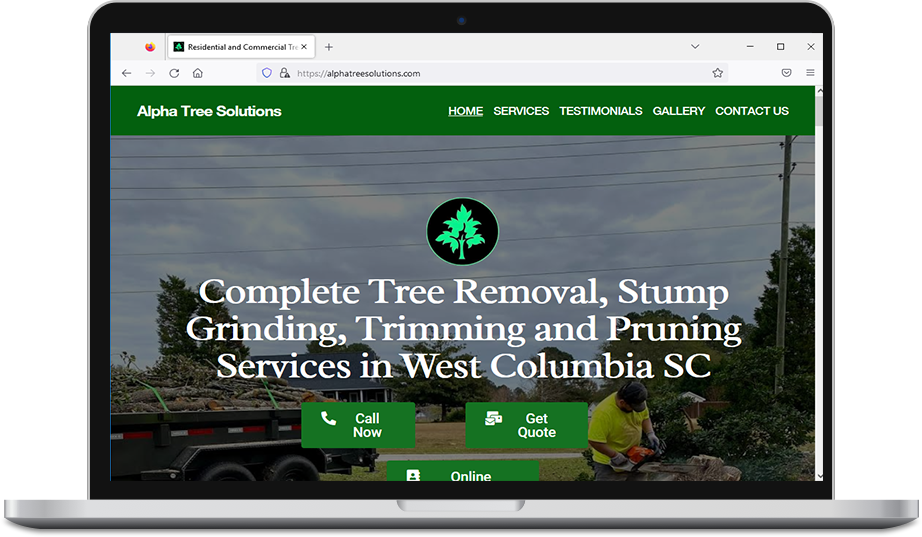 Residential and Commercial Tre
https://alphatreesolutions.com
Alpha Tree Solutions
HOME SERVICES TESTIMONIALS GALLERY CONTACT US
Complete Tree Removal, Stump
Grinding, Trimming and Pruning
Services in West Columbia SC
Call
Now
Get
Quote
Online